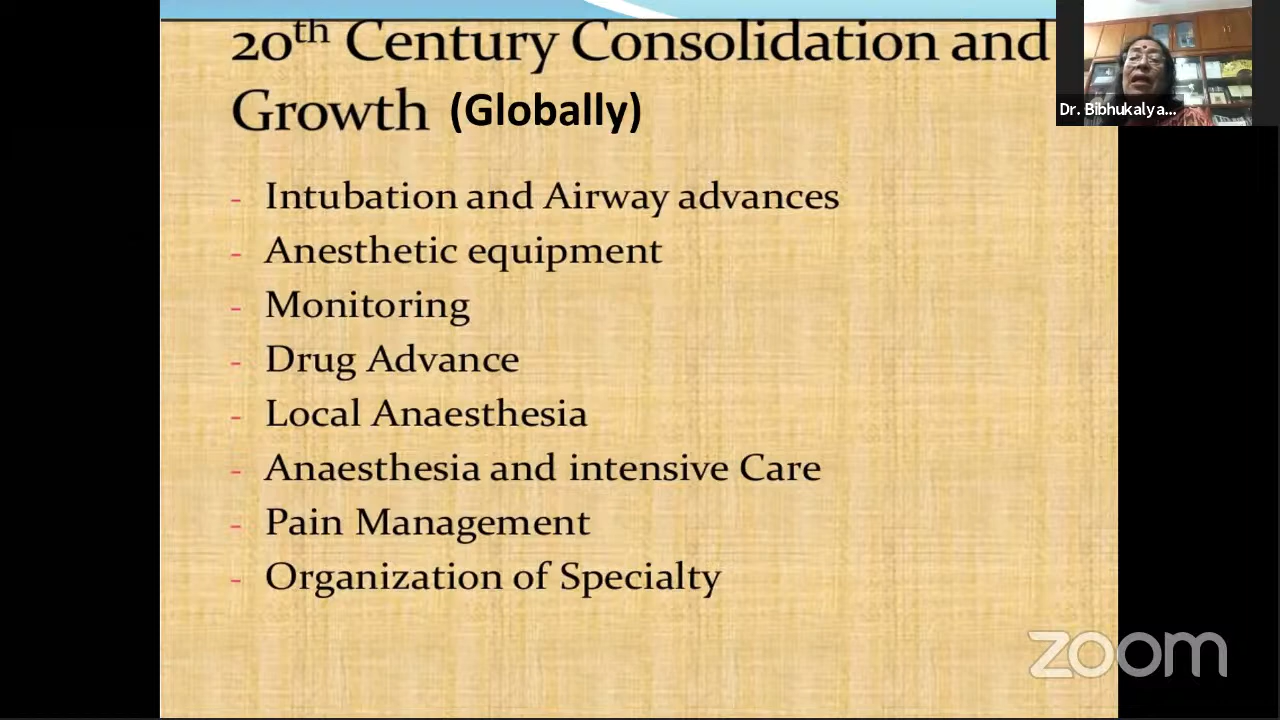 20th Century Consolidation and
Growth (Globally)
Dr. Bibhukalya...
- Intubation and Airway advances
- Anesthetic equipment
- Monitoring
- Drug Advance
- Local Anaesthesia
- Anaesthesia and intensive Care
- Pain Management
- Organization of Specialty
zoom